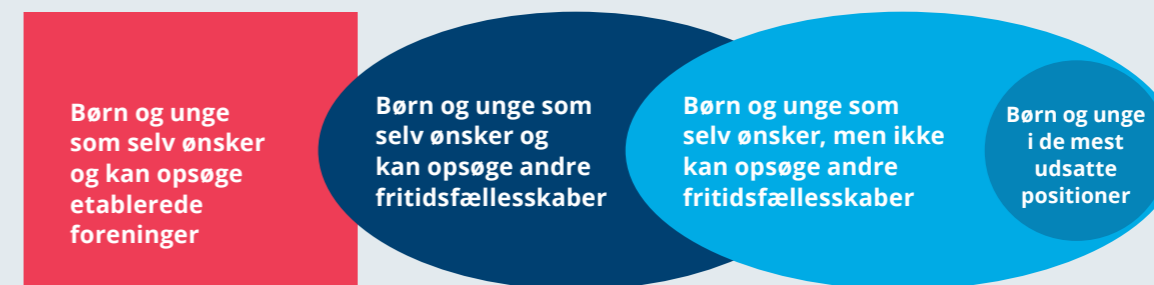 Børn og unge
som selv ønsker
og kan opsøge
etablerede
foreninger
Børn og unge som
selv ønsker og
kan opsøge andre
fritidsfællesskaber
Børn og unge som
selv ønsker, men ikke
kan opsøge andre
fritidsfællesskaber
Børn og unge
i de mest
udsatte
positioner